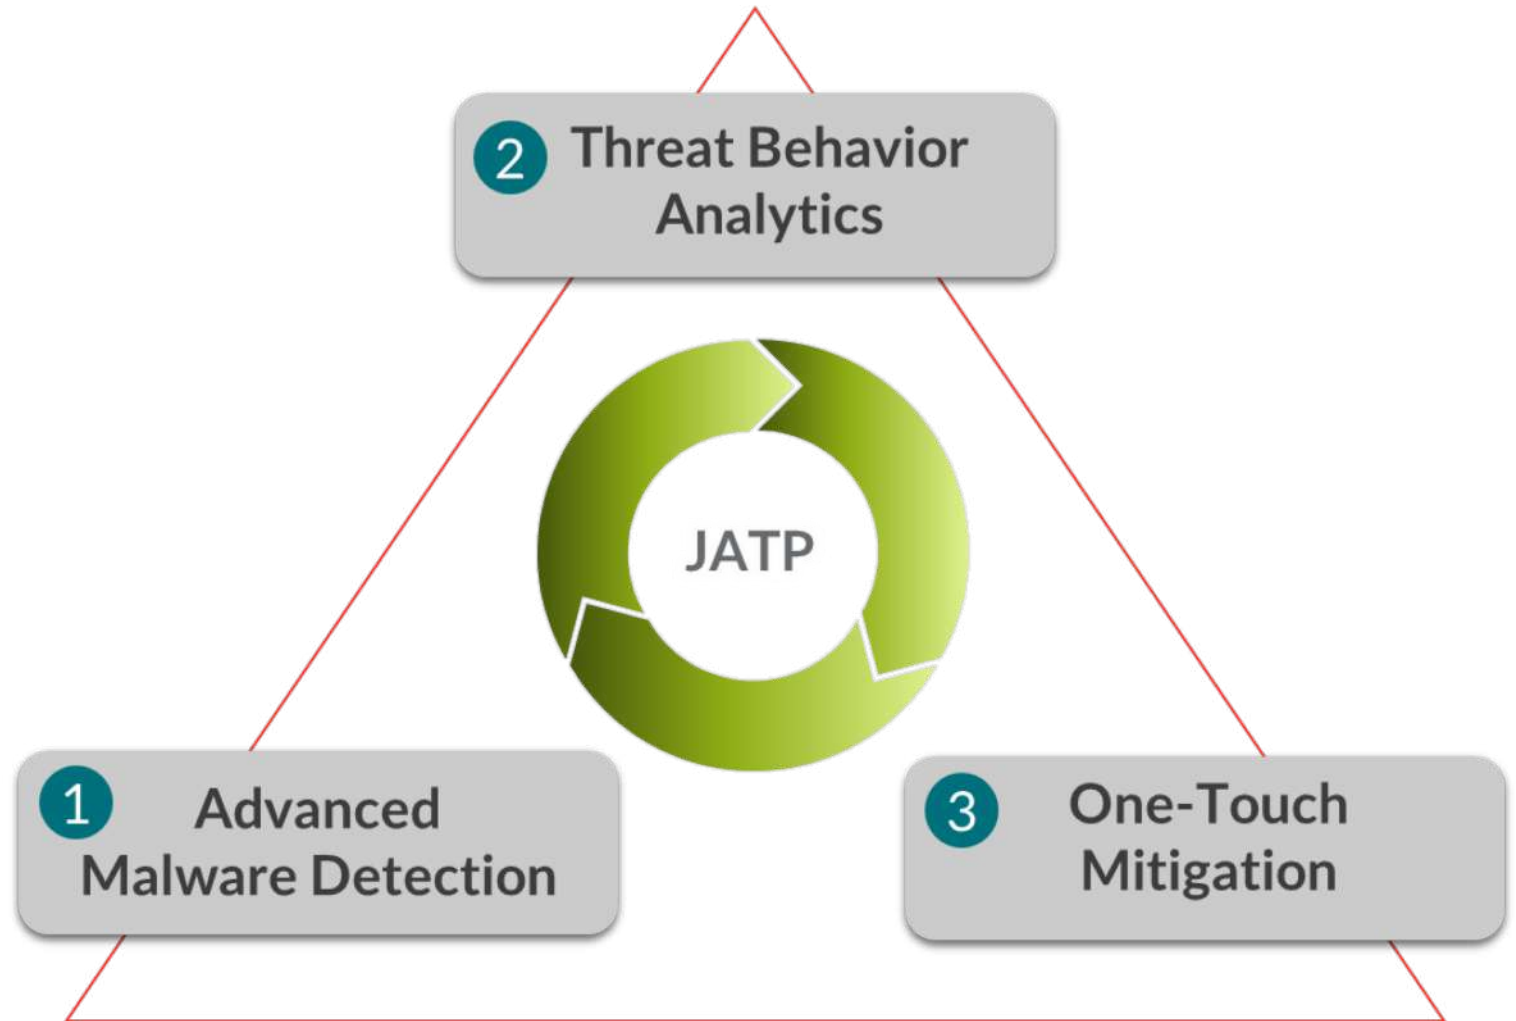 2 Threat Behavior
Analytics
JATP
1 Advanced
Malware Detection
3 One-Touch
Mitigation